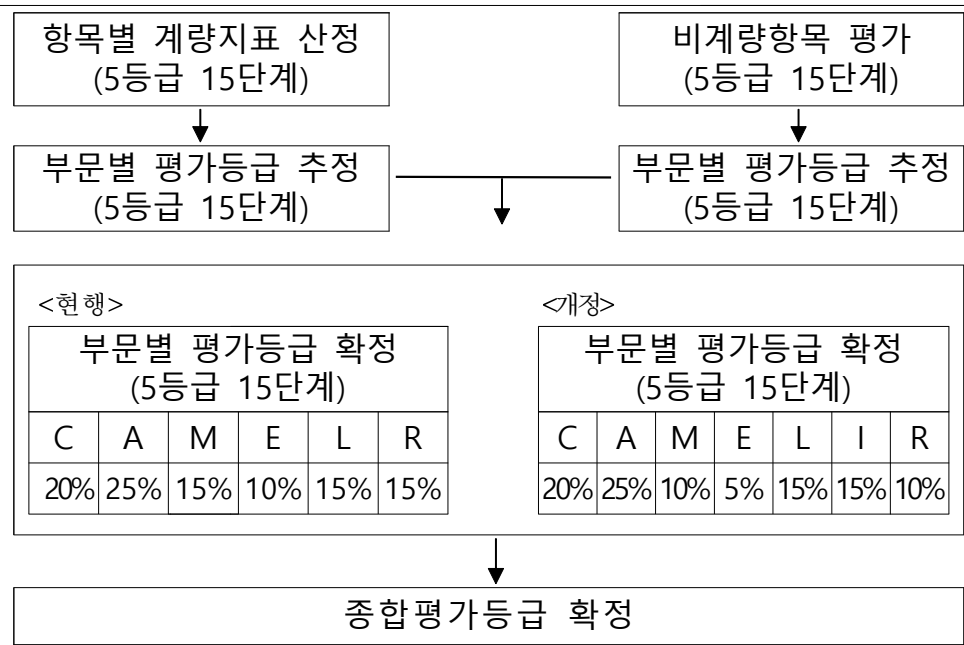 항목별 계량지표 산정
(5등급 15단계)
비계량항목 평가
(5등급 15단계)
부문별 평가등급 추정
(5등급 15단계)
부문별 평가등급 추정
(5등급 15단계)
<현행>
부문별 평가등급 확정
(5등급 15단계)
C A M E L R
20% 25% 15% 10% 15% 15%
<개정>
부문별 평가등급 확정
(5등급 15단계)
C A M E L I R
20% 25% 10% 5% 15% 15% 10%
종합평가등급 확정